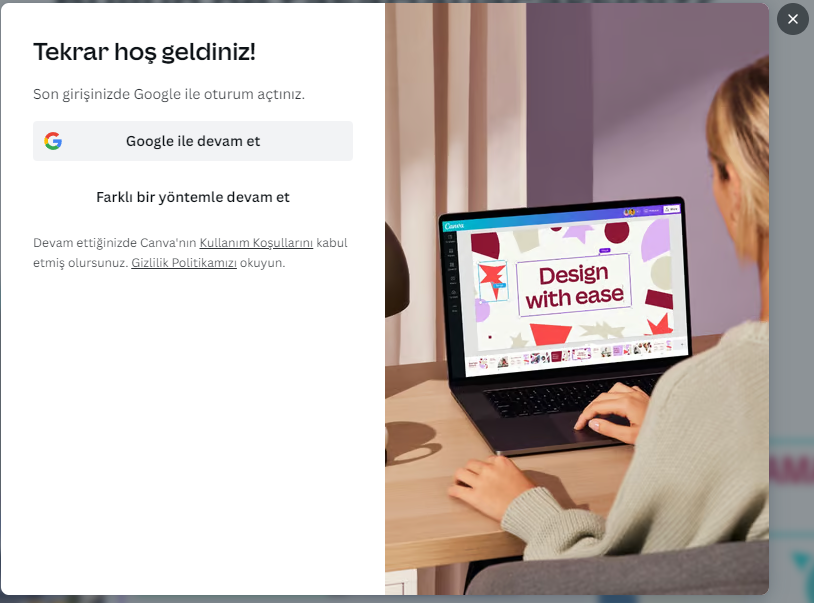 Tekrar hoş geldiniz!
Son girişinizde Google ile oturum açtınız.
Google ile devam et
Farklı bir yöntemle devam et
Devam ettiğinizde Canva'nın Kullanım Koşullarını kabul
etmiş olursunuz. Gizlilik Politikamızı okuyun.
Canva
Design
with ease